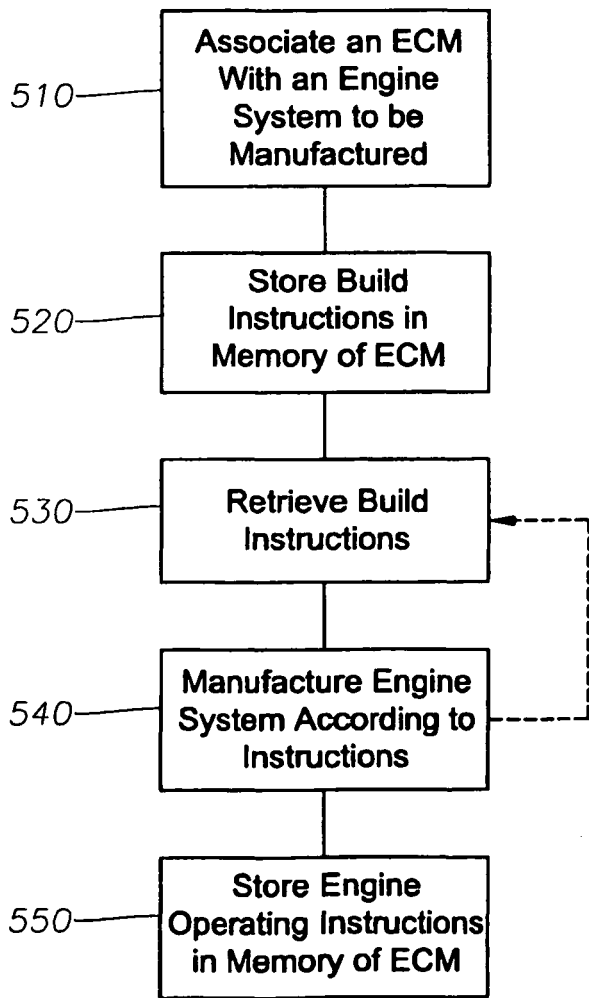 510
Associate an ECM
With an Engine
System to be
Manufactured
520
Store Build
Instructions in
Memory of ECM
530
Retrieve Build
Instructions
540
Manufacture Engine
System According to
Instructions
550
Store Engine
Operating Instructions
in Memory of ECM